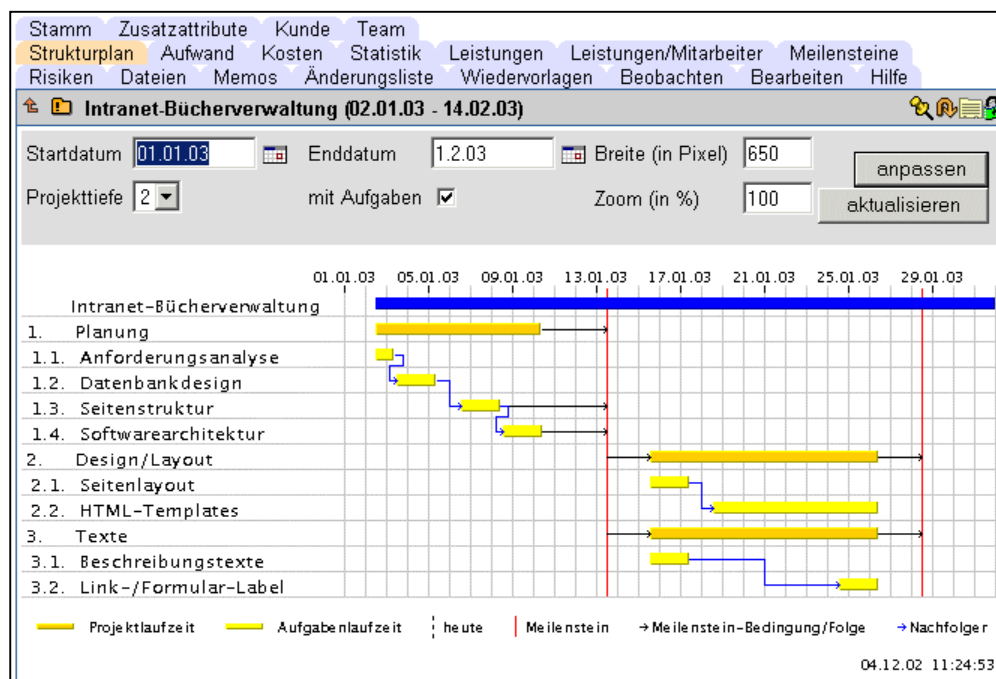 Stamm Zusatzattribute Kunde Team
Strukturplan Aufwand Kosten Statistik Leistungen Leistungen/Mitarbeiter Meilensteine
Risiken Dateien Memos Änderungsliste Wiedervorlagen Beobachten Bearbeiten Hilfe
Intranet-Bücherverwaltung (02.01.03 - 14.02.03)
Startdatum 01.01.03 Enddatum 1.2.03 Breite (in Pixel) 650 anpassen
Projekttiefe 2 mit Aufgaben Zoom (in %) 100 aktualisieren
01.01.03 05.01.03 09.01.03 13.01.03 17.01.03 21.01.03 25.01.03 29.01.03
Intranet-Bücherverwaltung
1. Planung
1.1. Anforderungsanalyse
1.2. Datenbankdesign
1.3. Seitenstruktur
1.4. Softwarearchitektur
2. Design/Layout
2.1. Seitenlayout
2.2. HTML-Templates
3. Texte
3.1. Beschreibungstexte
3.2. Link-/Formular-Label
Projektlaufzeit Aufgabenlaufzeit heute Meilenstein Meilenstein-Bedingung/Folge Nachfolger
04.12.02 11:24:53